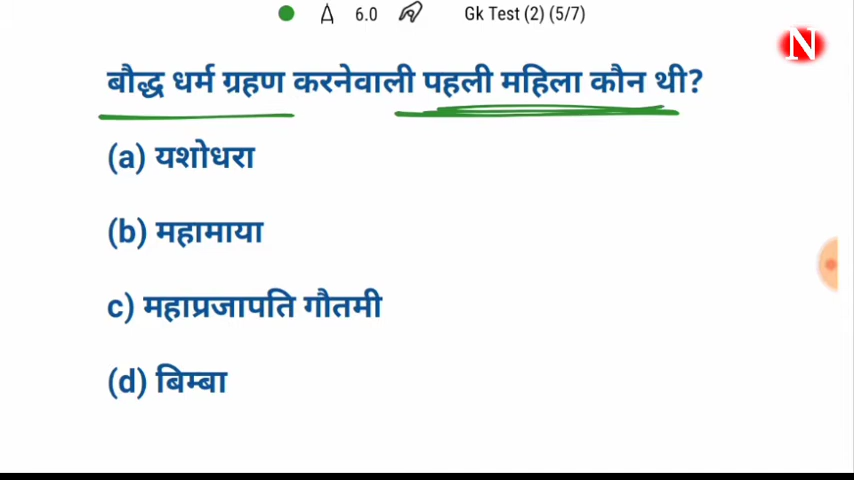 6.0 Gk Test (2) (5/7)
N
बौद्ध धर्म ग्रहण करनेवाली पहली महिला कौन थी?
(a) यशोधरा
(b) महामाया
c) महाप्रजापति गौतमी
(d) बिम्बा